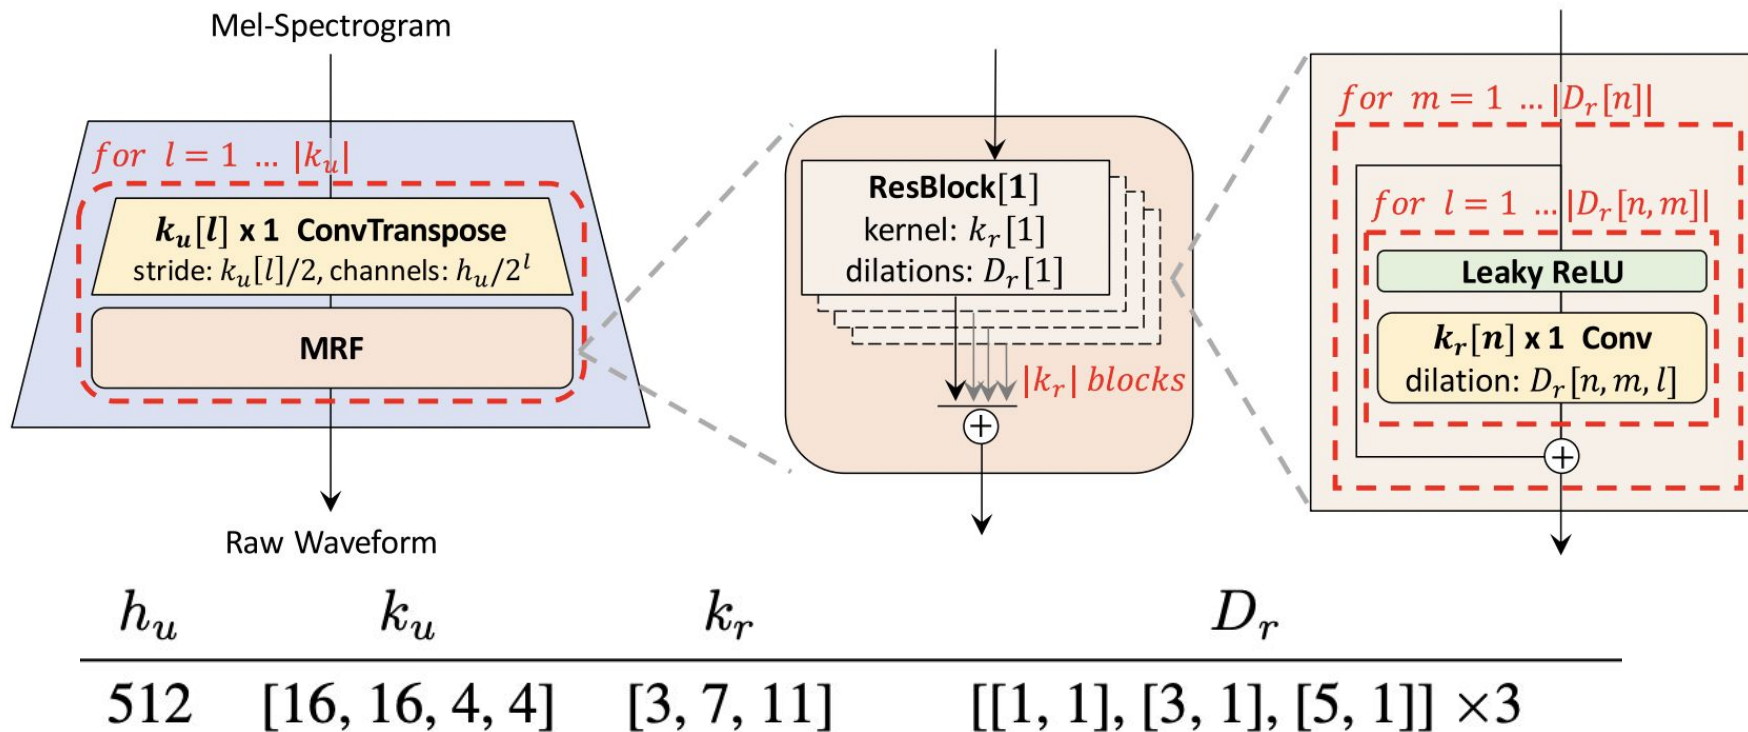 Mel-Spectrogram
for l = 1 ... |k_u|
k_u[l] x 1 ConvTranspose
stride: k_u[l]/2, channels: h_u/2^l
MRF
Raw Waveform
ResBlock[1]
kernel: k_r[1]
dilations: D_r[1]
|k_r| blocks
+
for m = 1 ... |D_r[n]|
for l = 1 ... |D_r[n, m]|
Leaky ReLU
k_r[n] x 1 Conv
dilation: D_r[n, m, l]
+
h_u k_u k_r D_r
512 [16, 16, 4, 4] [3, 7, 11] [[1, 1], [3, 1], [5, 1]] ×3